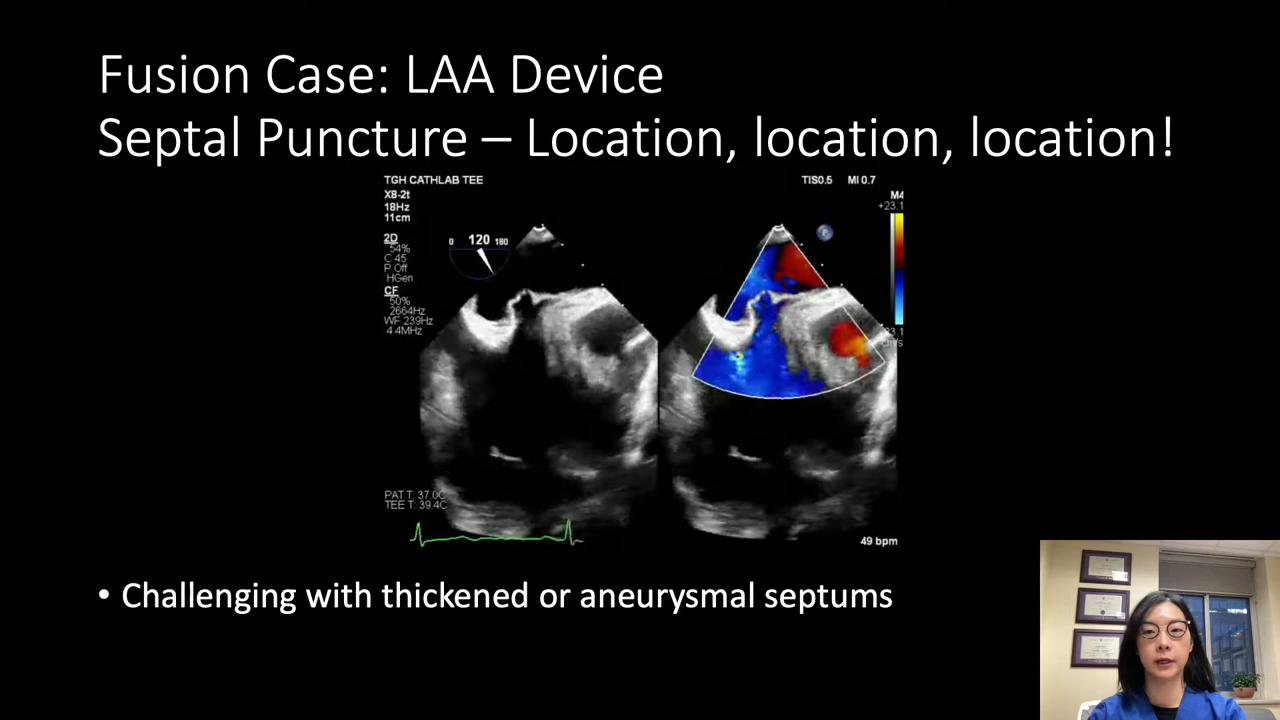 Fusion Case: LAA Device
Septal Puncture – Location, location, location!
TGH CATHLAB TEE
X8-2t
18Hz
11cm
2D
54%
C 45
P Off
HGen
CF
50%
2664Hz
WF 239Hz
4.4MHz
0 120 180
TIS0.5 MI 0.7
M4
+23.1
PAT T: 37.0C
TEE T: 39.4C
49 bpm
• Challenging with thickened or aneurysmal septums